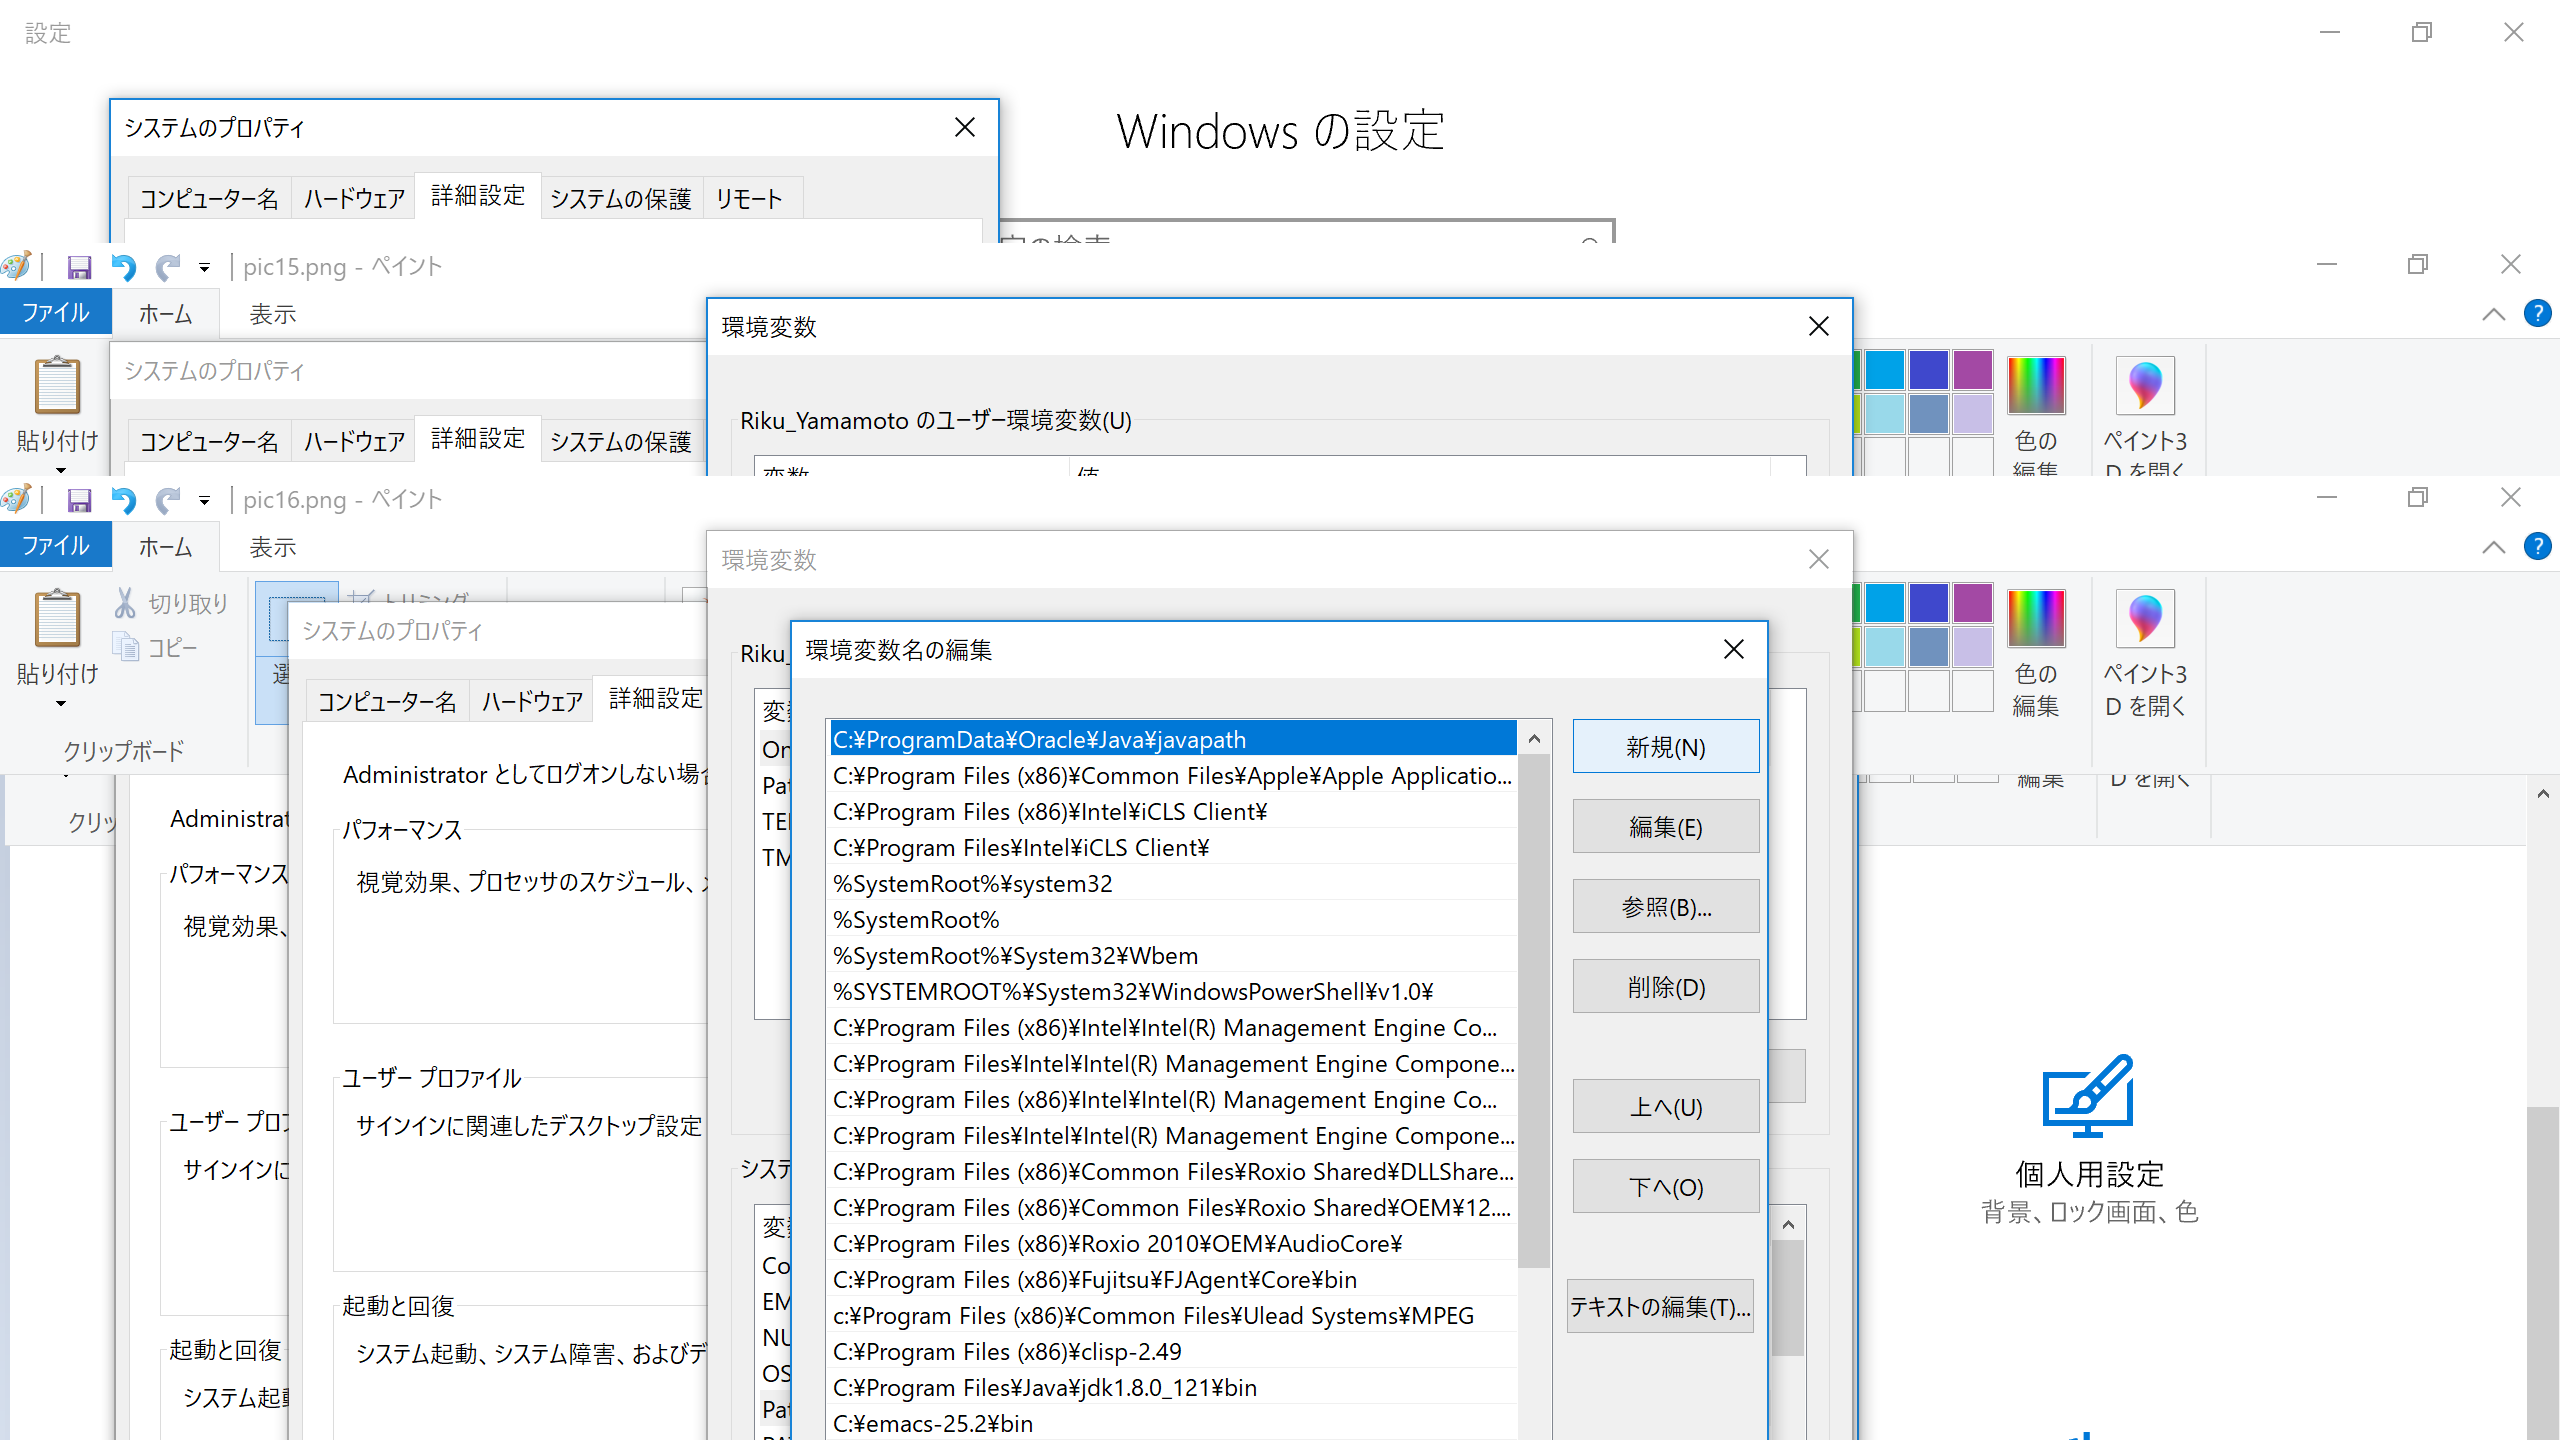 設定
Windows の設定
システムのプロパティ
コンピューター名 ハードウェア 詳細設定 システムの保護 リモート
pic15.png - ペイント
ファイル ホーム 表示
環境変数
システムのプロパティ
コンピューター名 ハードウェア 詳細設定 システムの保護
貼り付け
Riku_Yamamoto のユーザー環境変数(U)
色の
編集
ペイント3
D を開く
pic16.png - ペイント
ファイル ホーム 表示
環境変数
切り取り
コピー
貼り付け
クリップボード
トリミング
システムのプロパティ
コンピューター名 ハードウェア 詳細設定
Administrator としてログオンしない場合
パフォーマンス
視覚効果、プロセッサのスケジュール、
ユーザー プロファイル
サインインに関連したデスクトップ設定
起動と回復
システム起動、システム障害、およびデ
Administrat
パフォーマンス
視覚効果、
ユーザー プロフ
サインインに
起動と回復
システム起動
Riku_
TM
環境変数名の編集
C:¥ProgramData¥Oracle¥Java¥javapath
C:¥Program Files (x86)¥Common Files¥Apple¥Apple Applicatio...
C:¥Program Files (x86)¥Intel¥iCLS Client¥
C:¥Program Files¥Intel¥iCLS Client¥
%SystemRoot%¥system32
%SystemRoot%
%SystemRoot%¥System32¥Wbem
%SYSTEMROOT%¥System32¥WindowsPowerShell¥v1.0¥
C:¥Program Files (x86)¥Intel¥Intel(R) Management Engine Co...
C:¥Program Files¥Intel¥Intel(R) Management Engine Compone...
C:¥Program Files (x86)¥Intel¥Intel(R) Management Engine Co...
C:¥Program Files¥Intel¥Intel(R) Management Engine Compone...
C:¥Program Files (x86)¥Common Files¥Roxio Shared¥DLLShare...
C:¥Program Files (x86)¥Common Files¥Roxio Shared¥OEM¥12....
C:¥Program Files (x86)¥Roxio 2010¥OEM¥AudioCore¥
C:¥Program Files (x86)¥Fujitsu¥FJAgent¥Core¥bin
c:¥Program Files (x86)¥Common Files¥Ulead Systems¥MPEG
C:¥Program Files (x86)¥clisp-2.49
C:¥Program Files¥Java¥jdk1.8.0_121¥bin
C:¥emacs-25.2¥bin
新規(N)
編集(E)
参照(B)...
削除(D)
上へ(U)
下へ(O)
テキストの編集(T)...
色の
編集
ペイント3
D を開く
編集
D を開く
個人用設定
背景、ロック画面、色